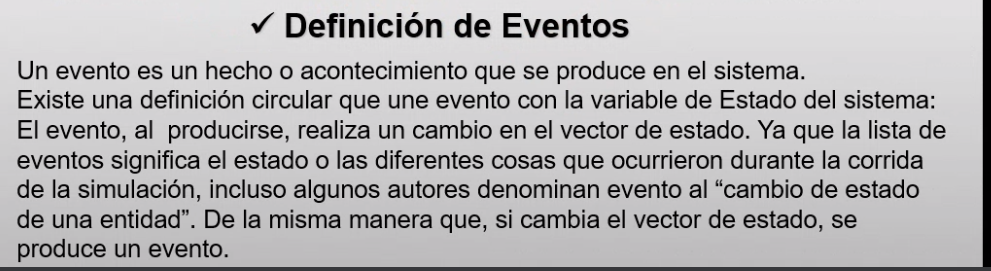 ✓ Definición de Eventos
Un evento es un hecho o acontecimiento que se produce en el sistema.
Existe una definición circular que une evento con la variable de Estado del sistema:
El evento, al  producirse, realiza un cambio en el vector de estado. Ya que la lista de
eventos significa el estado o las diferentes cosas que ocurrieron durante la corrida
de la simulación, incluso algunos autores denominan evento al “cambio de estado
de una entidad”. De la misma manera que, si cambia el vector de estado, se
produce un evento.